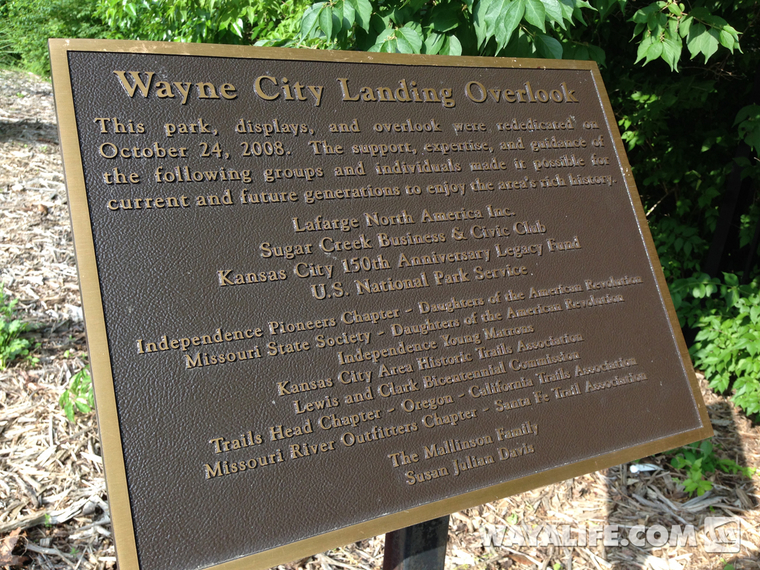 Wayne City Landing Overlook
This park, displays, and overlook were rededicated on
October 24, 2008. The support, expertise, and guidance of
the following groups and individuals made it possible for
current and future generations to enjoy the area's rich history.
Lafarge North America Inc.
Sugar Creek Business & Civic Club
Kansas City 150th Anniversary Legacy Fund
U.S. National Park Service
Independence Pioneers Chapter - Daughters of the American Revolution
Missouri State Society - Daughters of the American Revolution
Independence Young Matrons
Kansas City Area Historic Trails Association
Lewis and Clark Bicentennial Commission
Trails Head Chapter - Oregon - California Trails Association
Missouri River Outfitters Chapter - Santa Fe Trail Association
The Mallinson Family
Susan Julian Davis
WAYALIFE.COM